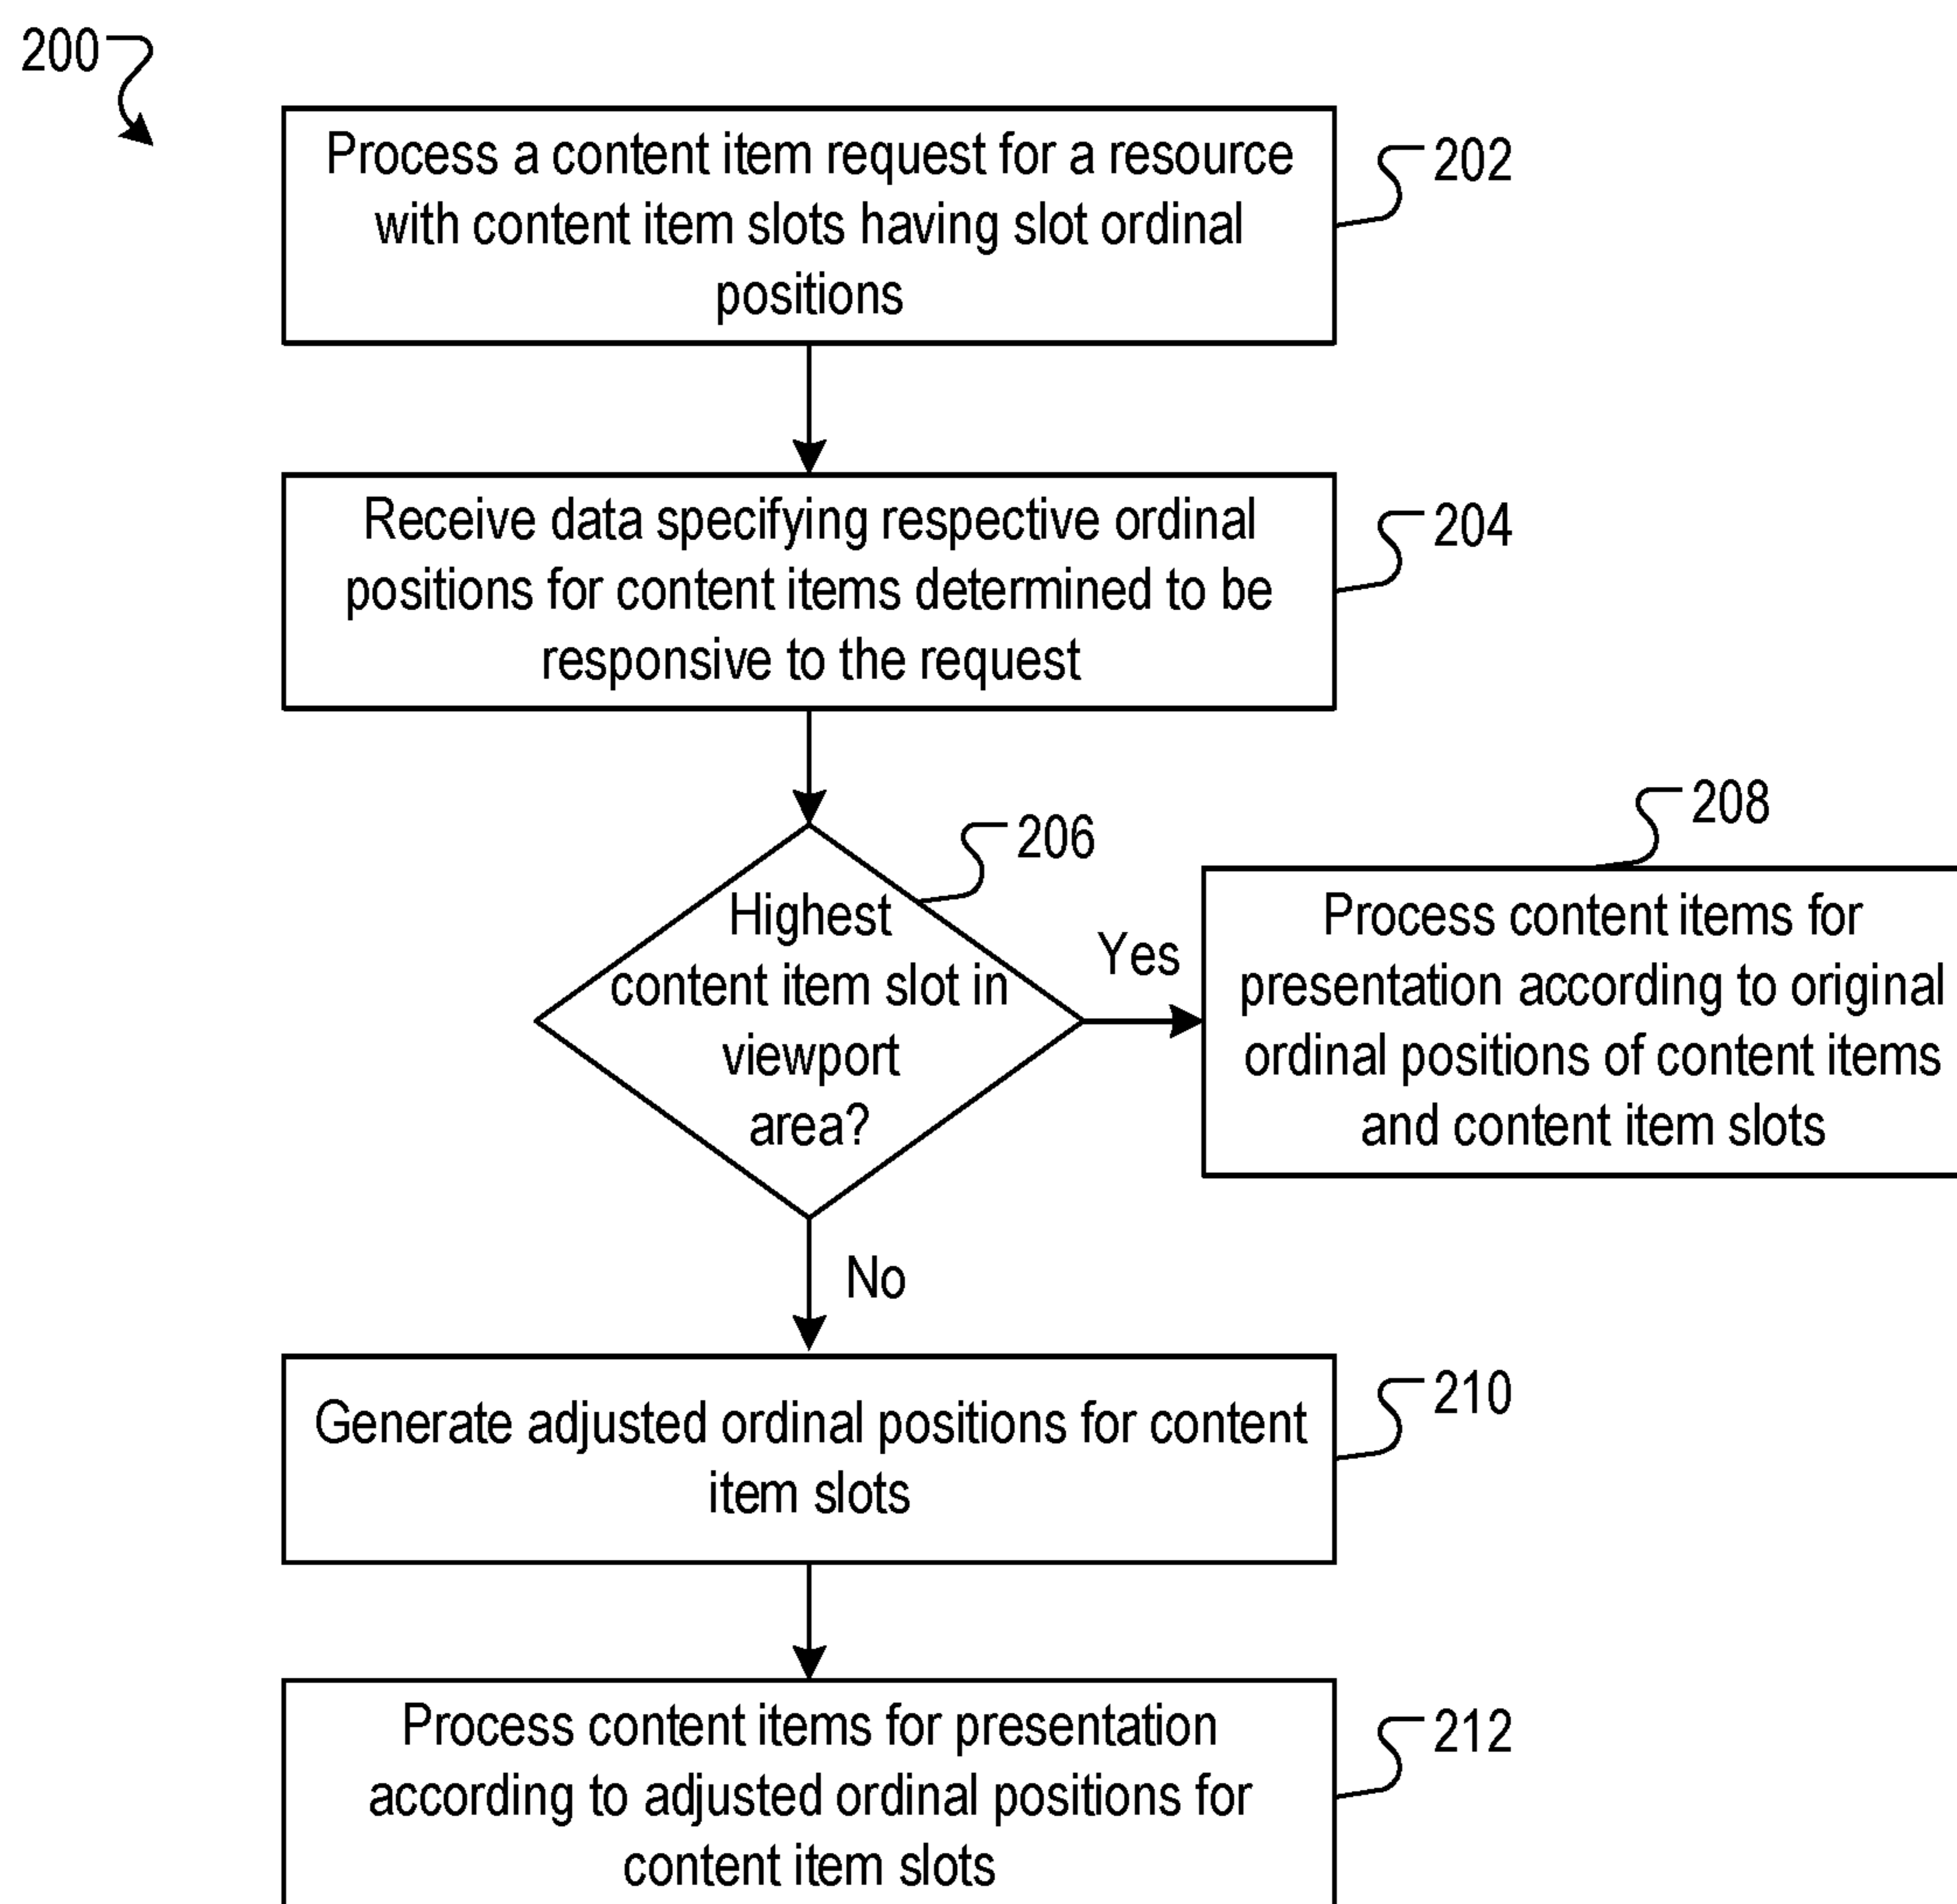 200
Process a content item request for a resource
with content item slots having slot ordinal
positions
202
Receive data specifying respective ordinal
positions for content items determined to be
responsive to the request
204
Highest
content item slot in
viewport
area?
206
Yes
208
Process content items for
presentation according to original
ordinal positions of content items
and content item slots
No
Generate adjusted ordinal positions for content
item slots
210
Process content items for presentation
according to adjusted ordinal positions for
content item slots
212